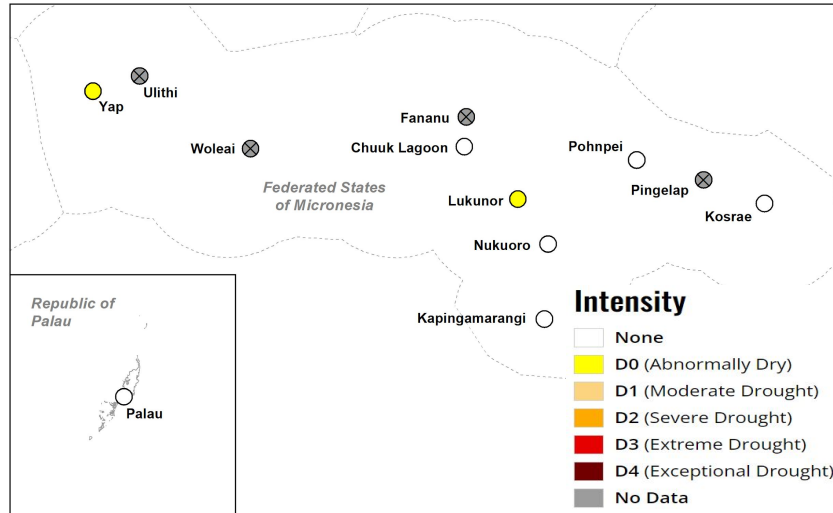 Ulithi
Yap
Fananu
Woleai
Chuuk Lagoon
Pohnpei
Pingelap
Federated States
of Micronesia
Lukunor
Kosrae
Nukuoro
Kapingamarangi
Republic of
Palau
Palau
Intensity
None
D0 (Abnormally Dry)
D1 (Moderate Drought)
D2 (Severe Drought)
D3 (Extreme Drought)
D4 (Exceptional Drought)
No Data